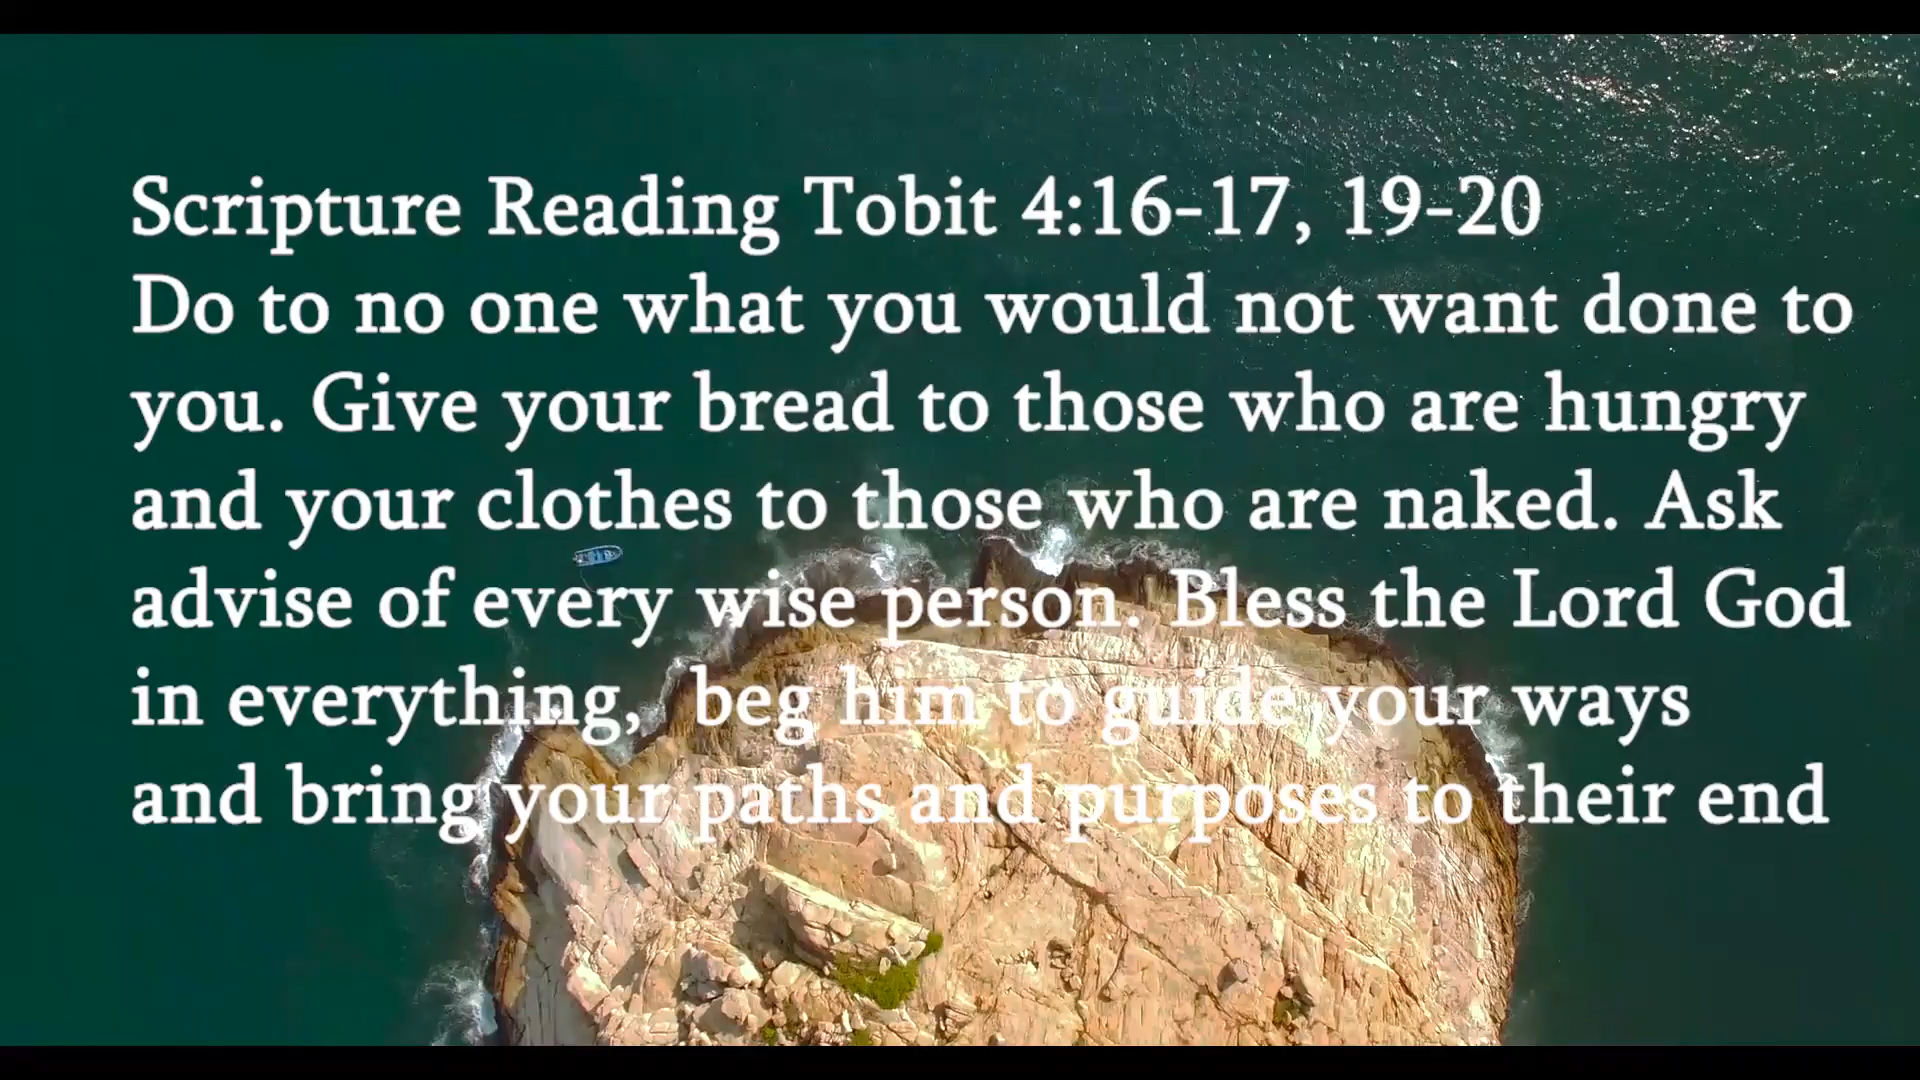 Scripture Reading Tobit 4:16-17, 19-20
Do to no one what you would not want done to
you. Give your bread to those who are hungry
and your clothes to those who are naked. Ask
advise of every wise person. Bless the Lord God
in everything,  beg him to guide your ways
and bring your paths and purposes to their end